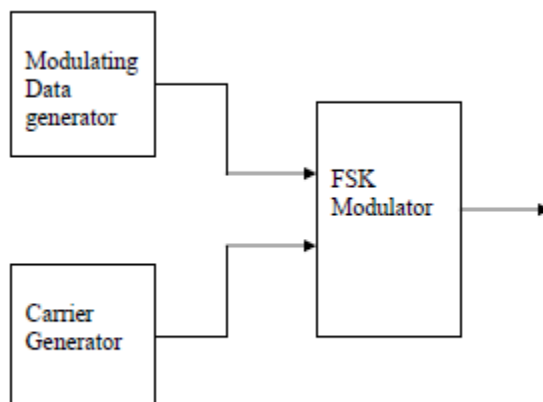 Modulating
Data
generator
FSK
Modulator
Carrier
Generator